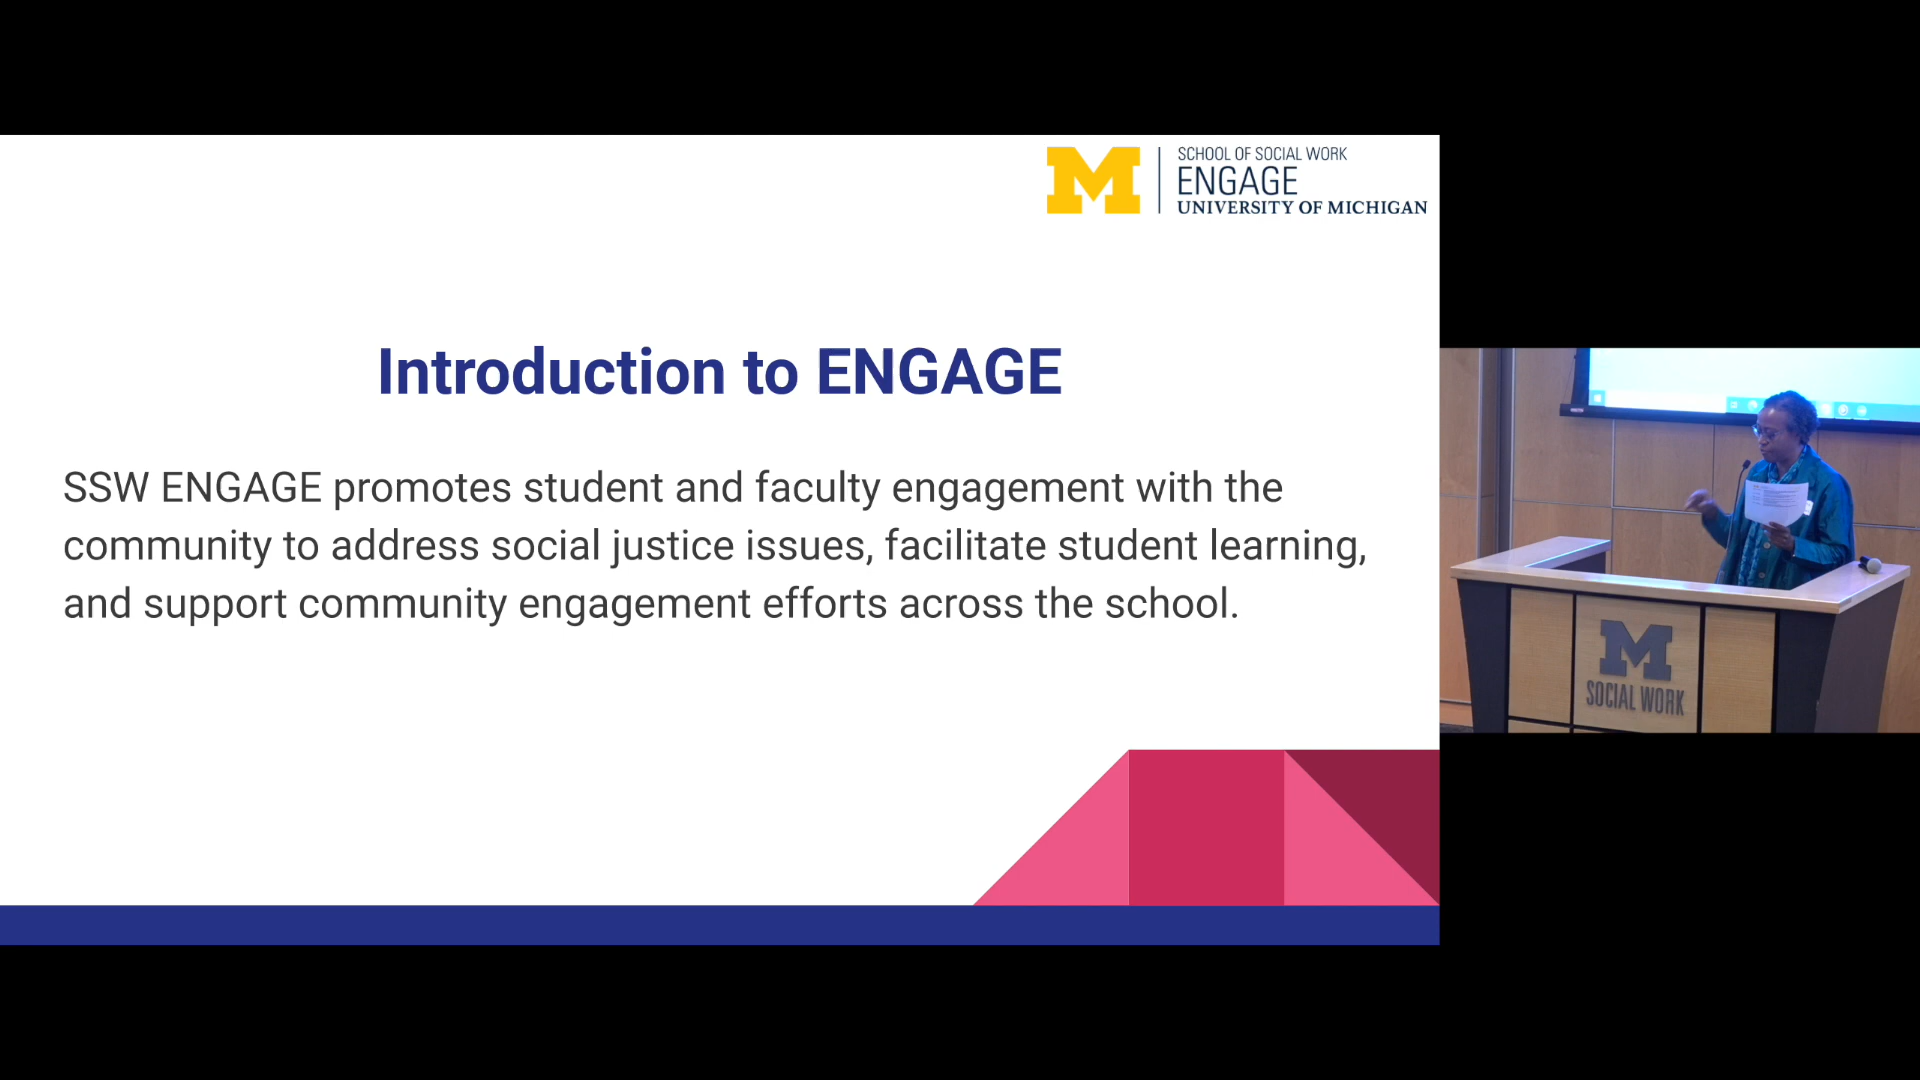 M
SCHOOL OF SOCIAL WORK
ENGAGE
UNIVERSITY OF MICHIGAN
Introduction to ENGAGE
SSW ENGAGE promotes student and faculty engagement with the
community to address social justice issues, facilitate student learning,
and support community engagement efforts across the school.
M
SOCIAL WORK